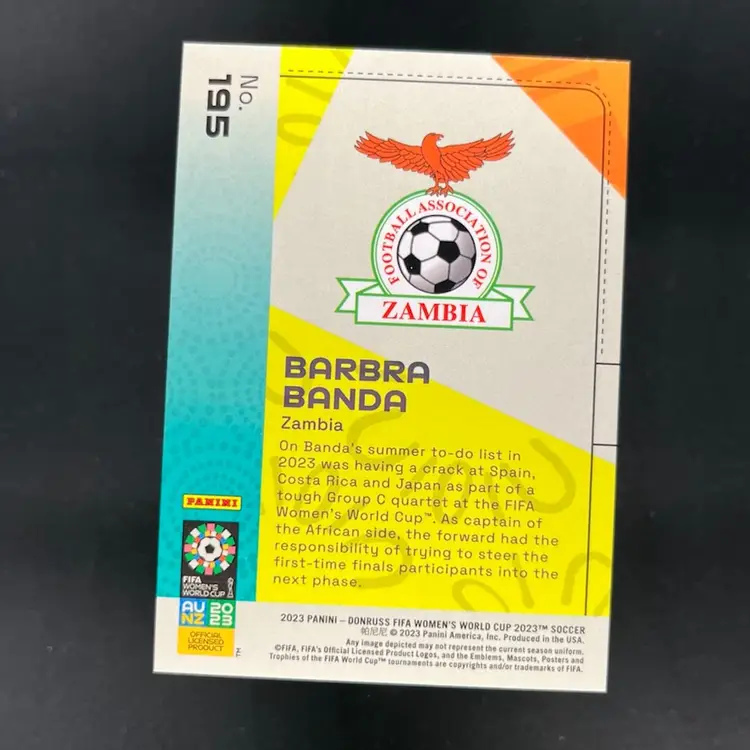 No.
195
FOOTBALL ASSOCIATION OF
ZAMBIA
BARBRA
BANDA
Zambia
On Banda's summer to-do list in
2023 was having a crack at Spain,
Costa Rica and Japan as part of a
tough Group C quartet at the FIFA
Women's World Cup™. As captain of
the African side, the forward had the
responsibility of trying to steer the
first-time finals participants into the
next phase.
PANINI
FIFA
WOMEN'S
WORLD CUP
AU 20
NZ 23
OFFICIAL
LICENSED
PRODUCT
2023 PANINI – DONRUSS FIFA WOMEN'S WORLD CUP 2023™ SOCCER
帕尼尼 © 2023 Panini America, Inc. Produced in the USA.
Any image depicted may not represent the current season uniform.
©FIFA, FIFA's Official Licensed Product Logos, and the Emblems, Mascots, Posters and
Trophies of the FIFA World Cup™ tournaments are copyrights and/or trademarks of FIFA.